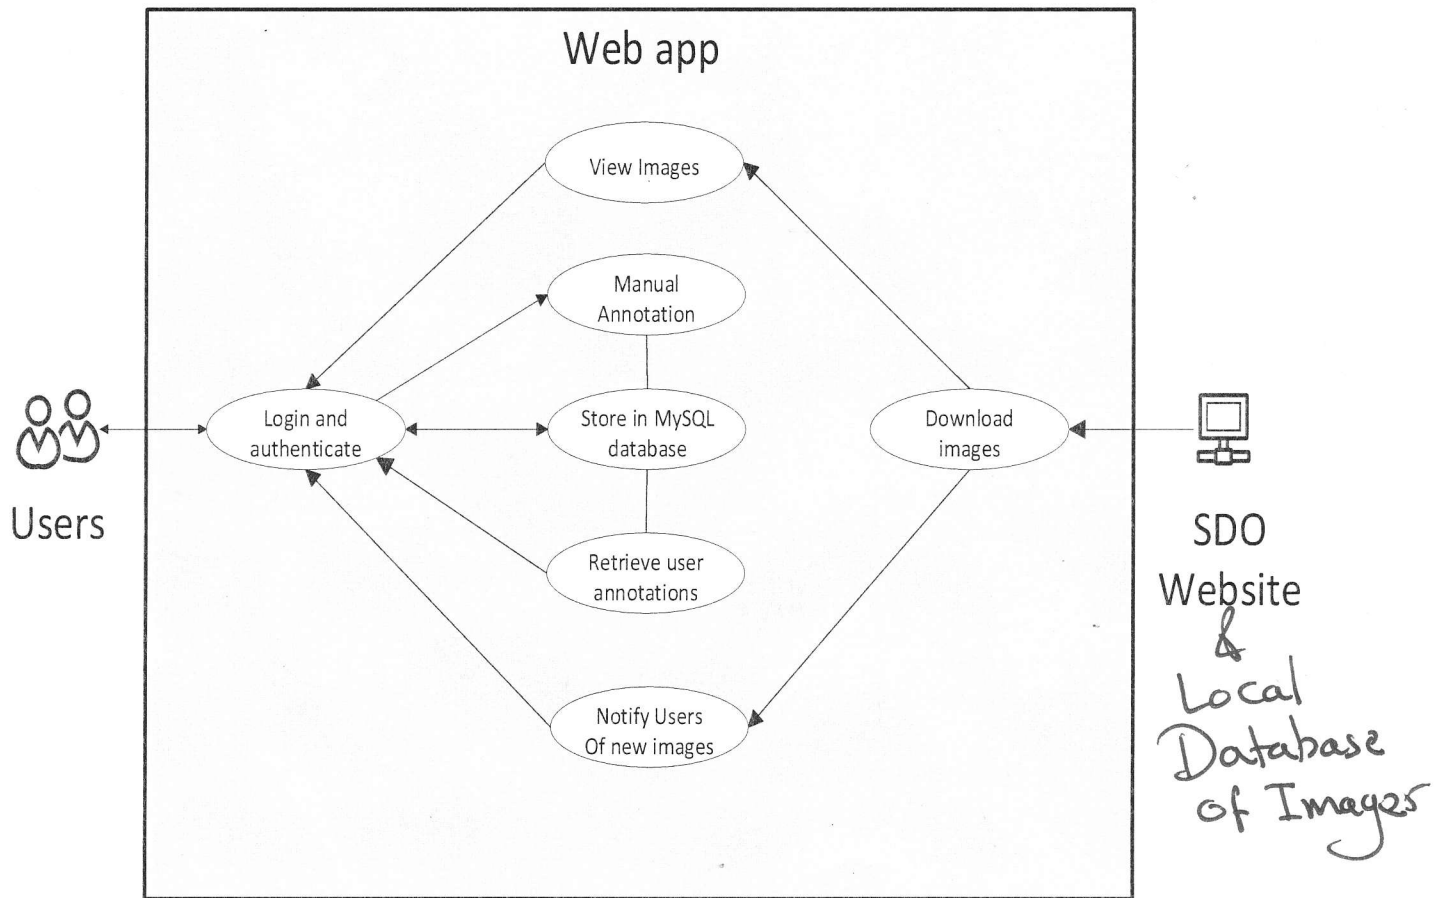 Web app
View Images
Manual
Annotation
Login and
authenticate
Store in MySQL
database
Download
images
Users
Retrieve user
annotations
Notify Users
Of new images
SDO
Website
&
Local
Database
of Images